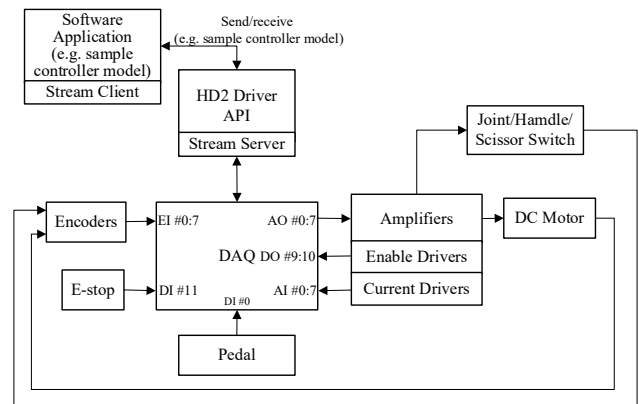 Software
Application
(e.g. sample
controller model)
Stream Client
Send/receive
(e.g. sample controller model)
HD2 Driver
API
Stream Server
Joint/Hamdle/
Scissor Switch
Encoders
EI #0:7
AO #0:7
Amplifiers
DC Motor
DAQ
DO #9:10
Enable Drivers
E-stop
DI #11
AI #0:7
Current Drivers
DI #0
Pedal